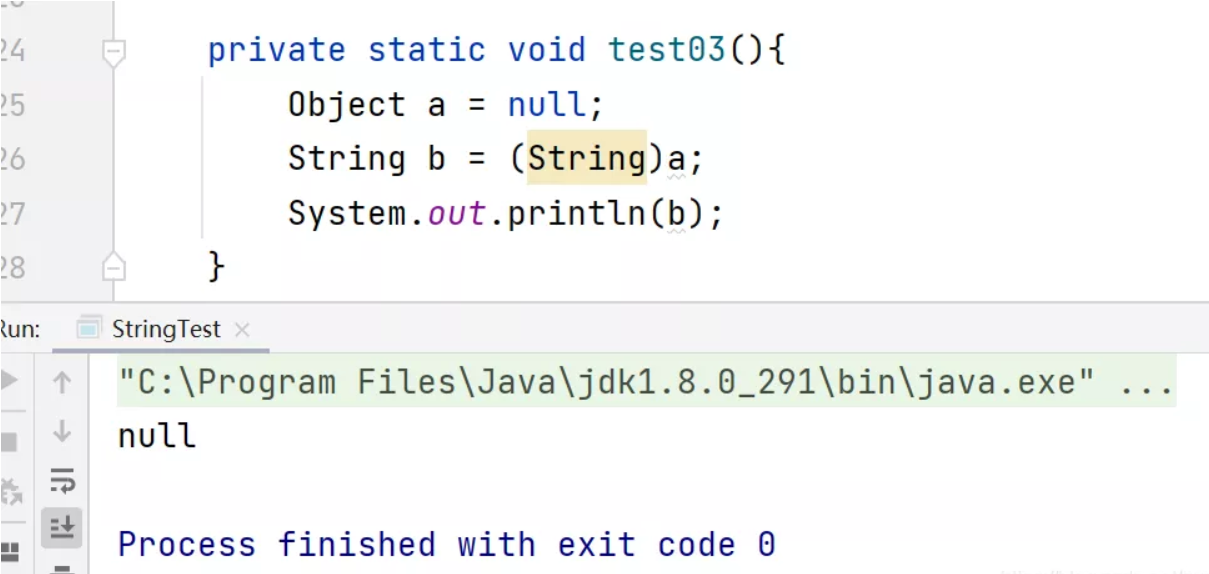 24 private static void test03(){
25 Object a = null;
26 String b = (String)a;
27 System.out.println(b);
28 }
Run: StringTest ×
"C:\Program Files\Java\jdk1.8.0_291\bin\java.exe" ...
null
Process finished with exit code 0